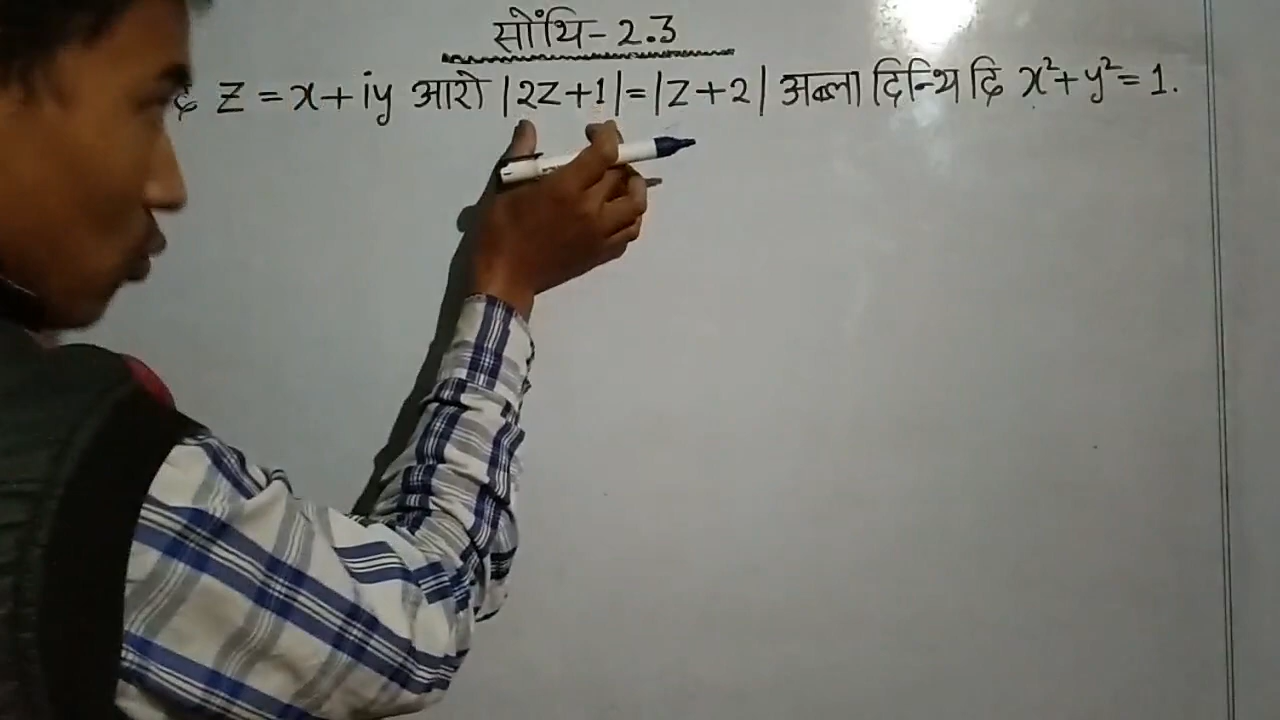 सोंथि- 2.3
Z = x + iy आरो |2Z+1|=|Z+2| अब्ला दिन्थि दि x²+y²=1.